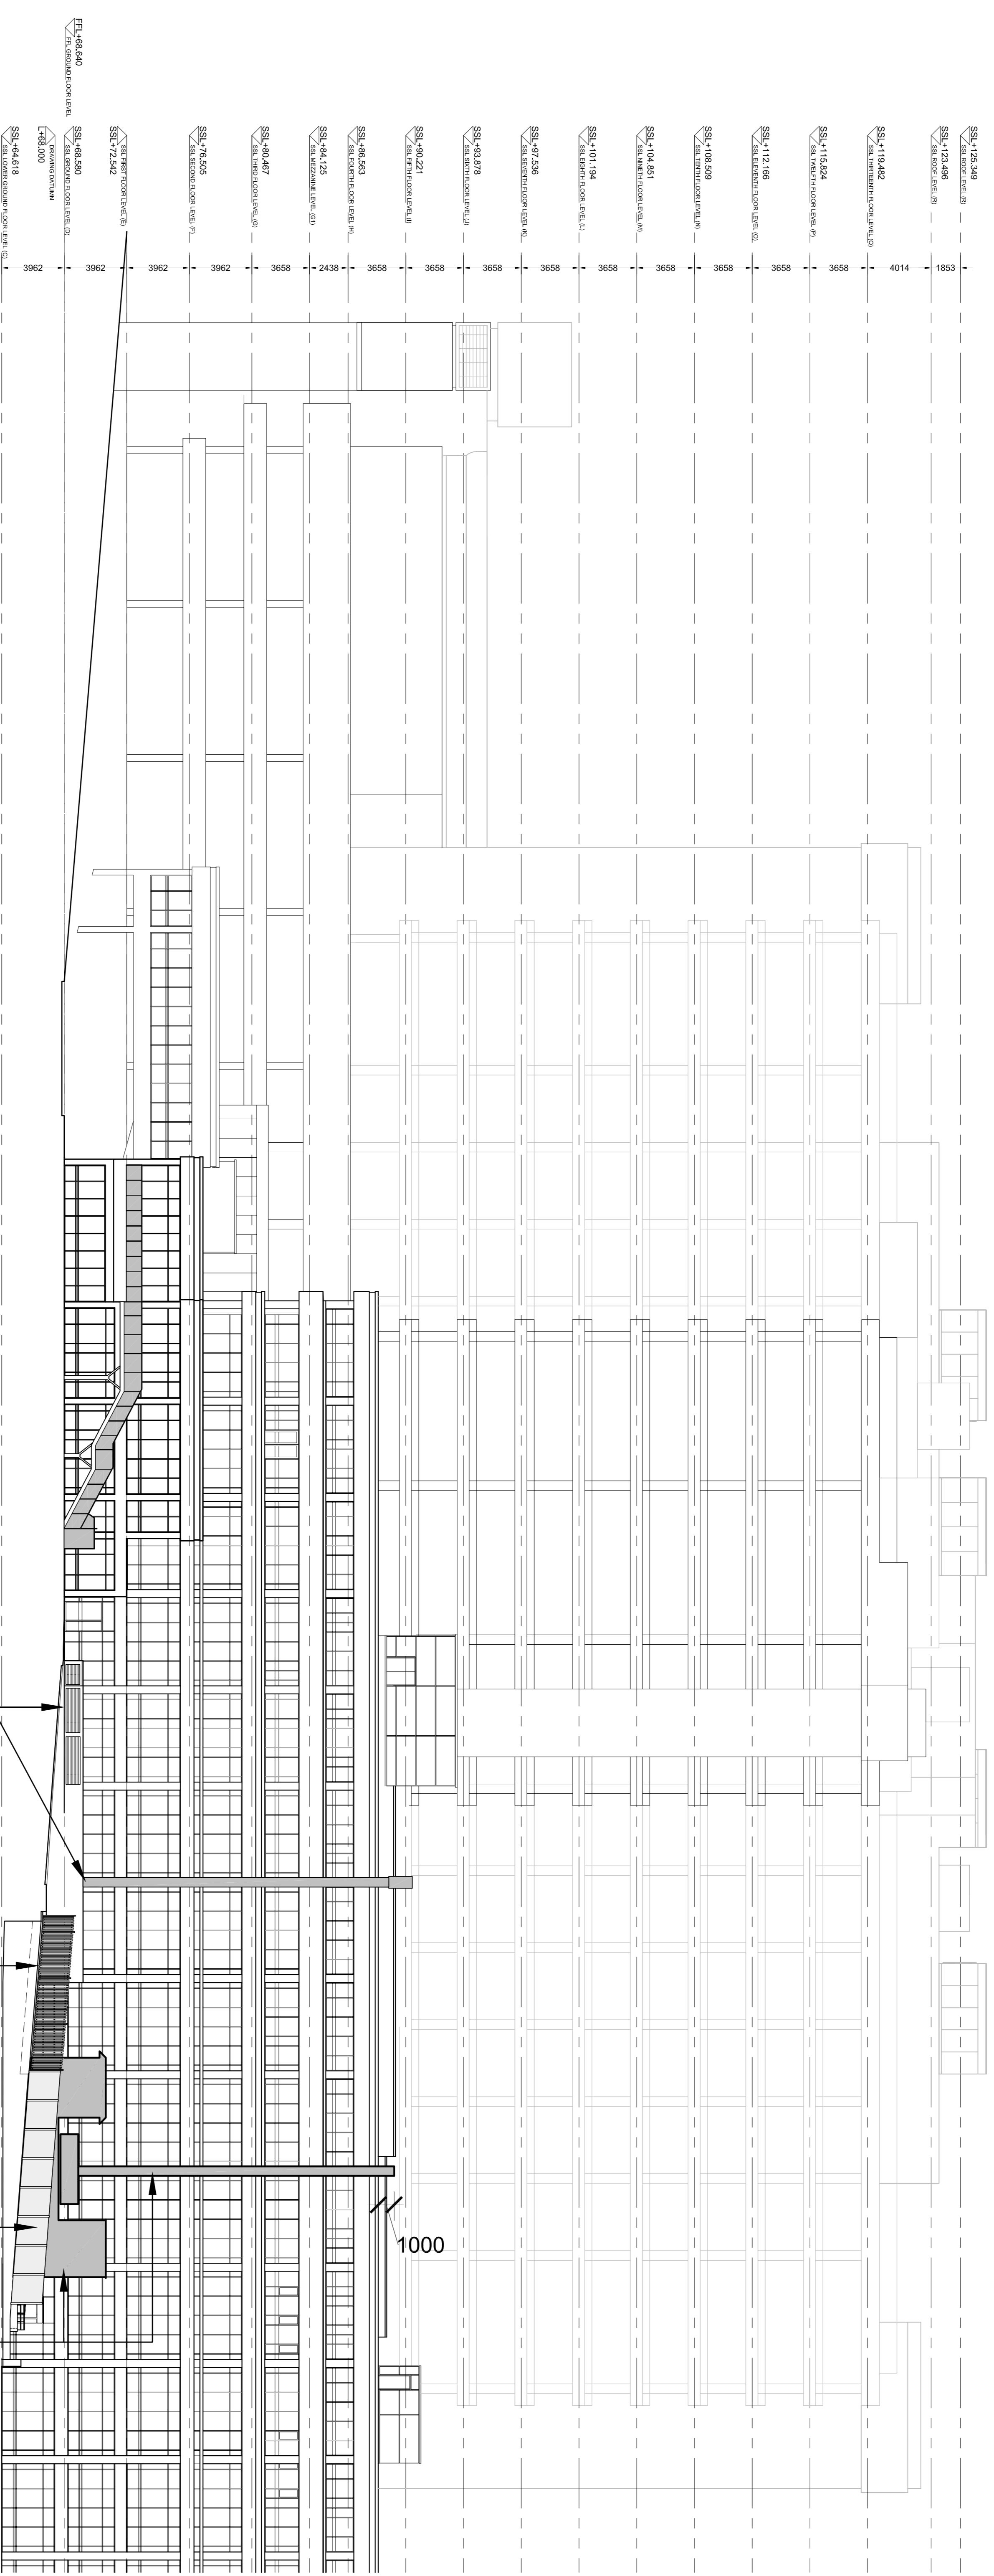 SSL+125.349
SSL ROOF LEVEL (R)
SSL+123.496
SSL ROOF LEVEL (R)
SSL+119.482
SSL THIRTEENTH FLOOR LEVEL (Q)
SSL+115.824
SSL TWELFTH FLOOR LEVEL (P)
SSL+112.166
SSL ELEVENTH FLOOR LEVEL (O)
SSL+108.509
SSL TENTH FLOOR LEVEL (N)
SSL+104.851
SSL NINETH FLOOR LEVEL (M)
SSL+101.194
SSL EIGHTH FLOOR LEVEL (L)
SSL+97.536
SSL SEVENTH FLOOR LEVEL (K)
SSL+93.878
SSL SIXTH FLOOR LEVEL (J)
SSL+90.221
SSL FIFTH FLOOR LEVEL (I)
SSL+86.563
SSL FOURTH FLOOR LEVEL (H)
SSL+84.125
SSL MEZZANINE LEVEL (G1)
SSL+80.467
SSL THIRD FLOOR LEVEL (G)
SSL+76.505
SSL SECOND FLOOR LEVEL (F)
SSL FIRST FLOOR LEVEL (E)
SSL+72.542
FFL+68.640
FFL GROUND FLOOR LEVEL
SSL+68.580
SSL GROUND FLOOR LEVEL (D)
DRAWING DATUMN
L+68.000
SSL+64.618
SSL LOWER GROUND FLOOR LEVEL (C)
1853
4014
3658
3658
3658
3658
3658
3658
3658
3658
3658
2438
3658
3962
3962
3962
3962
1000